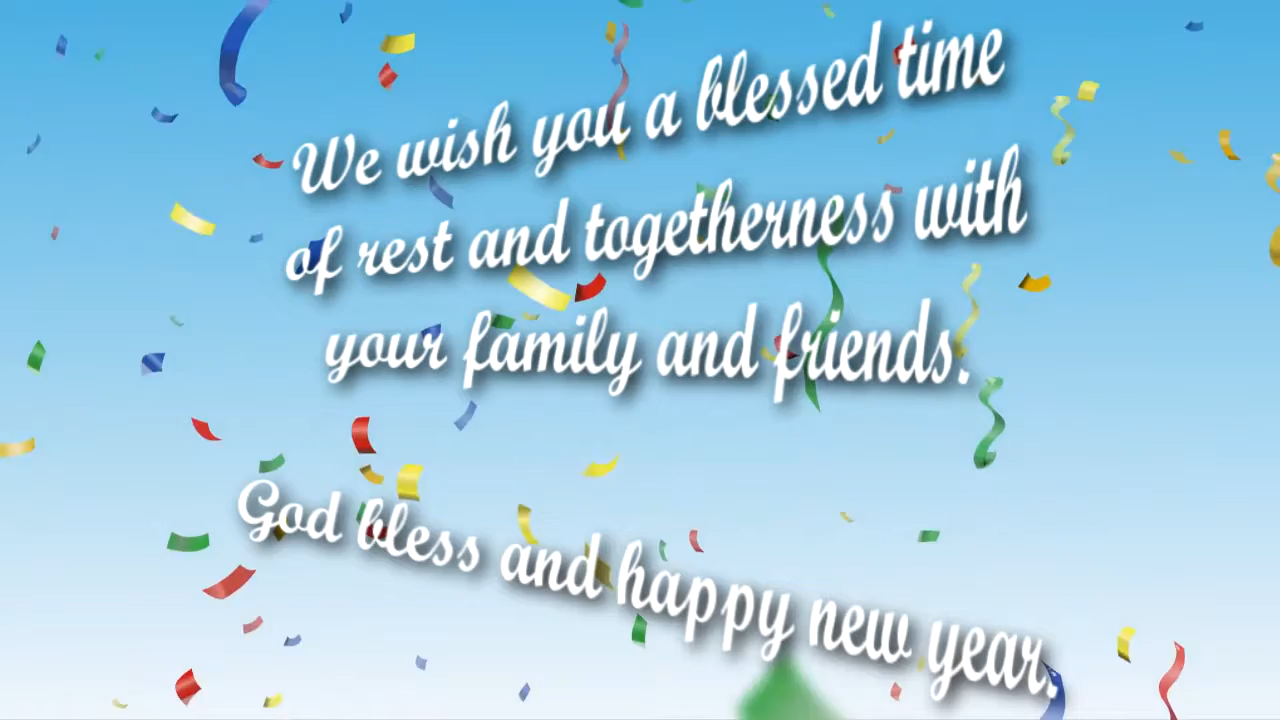 We wish you a blessed time
of rest and togetherness with
your family and friends.
God bless and happy new year.